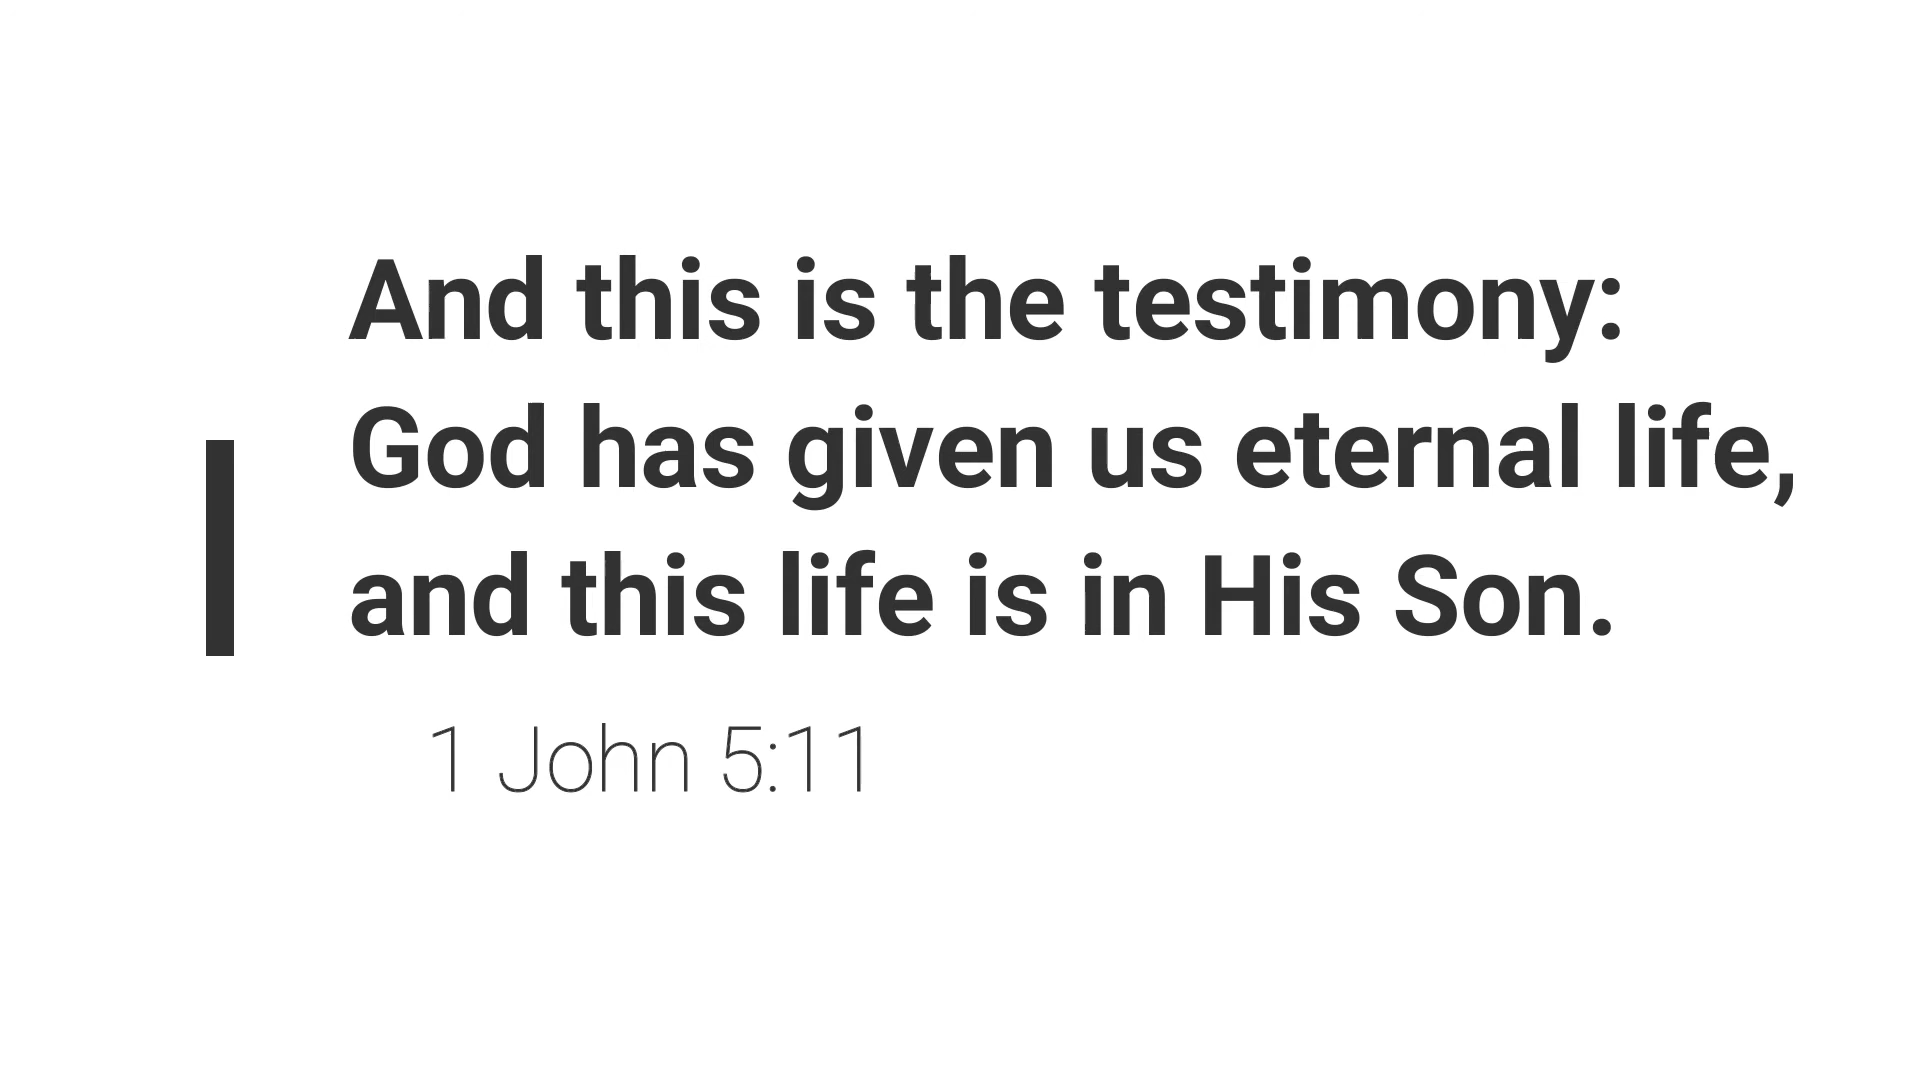 And this is the testimony:
God has given us eternal life,
and this life is in His Son.
1 John 5:11